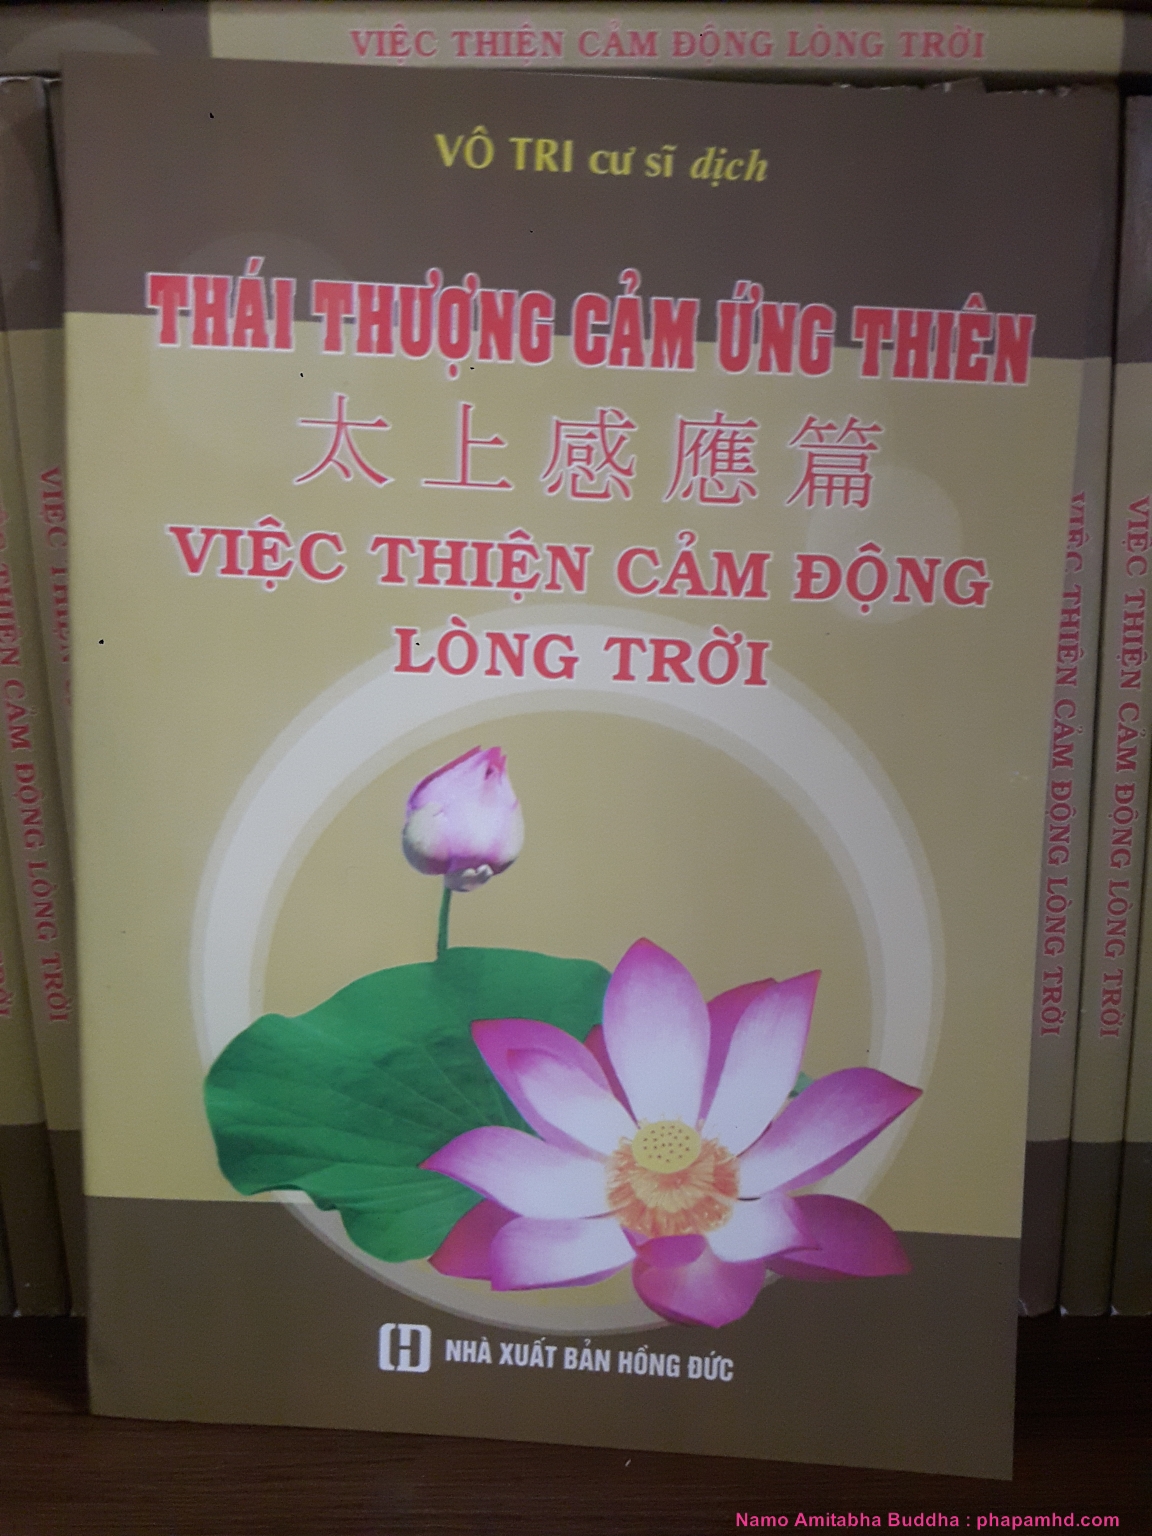 VIỆC THIỆN CẢM ĐỘNG LÒNG TRỜI
VÔ TRI cư sĩ dịch
THÁI THƯỢNG CẢM ỨNG THIÊN
太上感應篇
VIỆC THIỆN CẢM ĐỘNG
LÒNG TRỜI
NHÀ XUẤT BẢN HỒNG ĐỨC
VIỆC THIỆN CẢM ĐỘNG LÒNG TRỜI
VIỆC THIỆN CẢM ĐỘNG LÒNG TRỜI
Namo Amitabha Buddha : phapamhd.com